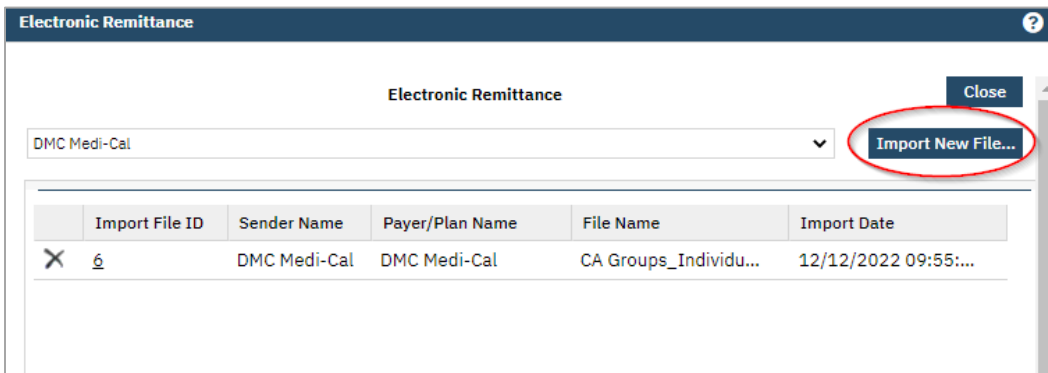 Electronic Remittance
?
Electronic Remittance
Close
DMC Medi-Cal
Import New File...
Import File ID Sender Name Payer/Plan Name File Name Import Date
6 DMC Medi-Cal DMC Medi-Cal CA Groups_Individu... 12/12/2022 09:55:...